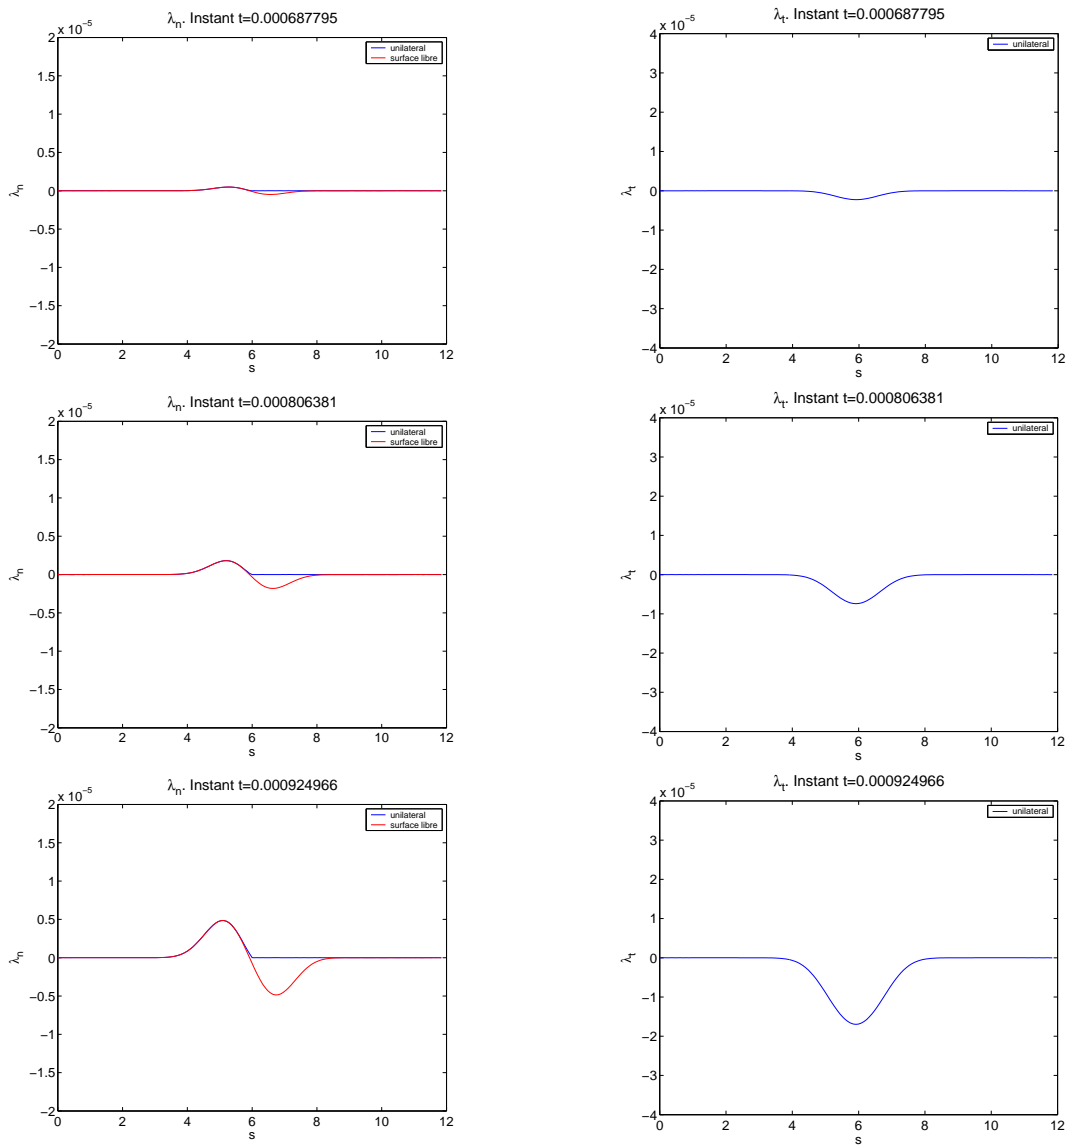 λn. Instant t=0.000687795
x 10^-5
unilateral
surface libre
2
1.5
1
0.5
0
−0.5
−1
−1.5
−2
λn
0 2 4 6 8 10 12
s
λt. Instant t=0.000687795
x 10^-5
unilateral
4
3
2
1
0
−1
−2
−3
−4
λt
0 2 4 6 8 10 12
s
λn. Instant t=0.000806381
x 10^-5
unilateral
surface libre
2
1.5
1
0.5
0
−0.5
−1
−1.5
−2
λn
0 2 4 6 8 10 12
s
λt. Instant t=0.000806381
x 10^-5
unilateral
4
3
2
1
0
−1
−2
−3
−4
λt
0 2 4 6 8 10 12
s
λn. Instant t=0.000924966
x 10^-5
unilateral
surface libre
2
1.5
1
0.5
0
−0.5
−1
−1.5
−2
λn
0 2 4 6 8 10 12
s
λt. Instant t=0.000924966
x 10^-5
unilateral
4
3
2
1
0
−1
−2
−3
−4
λt
0 2 4 6 8 10 12
s